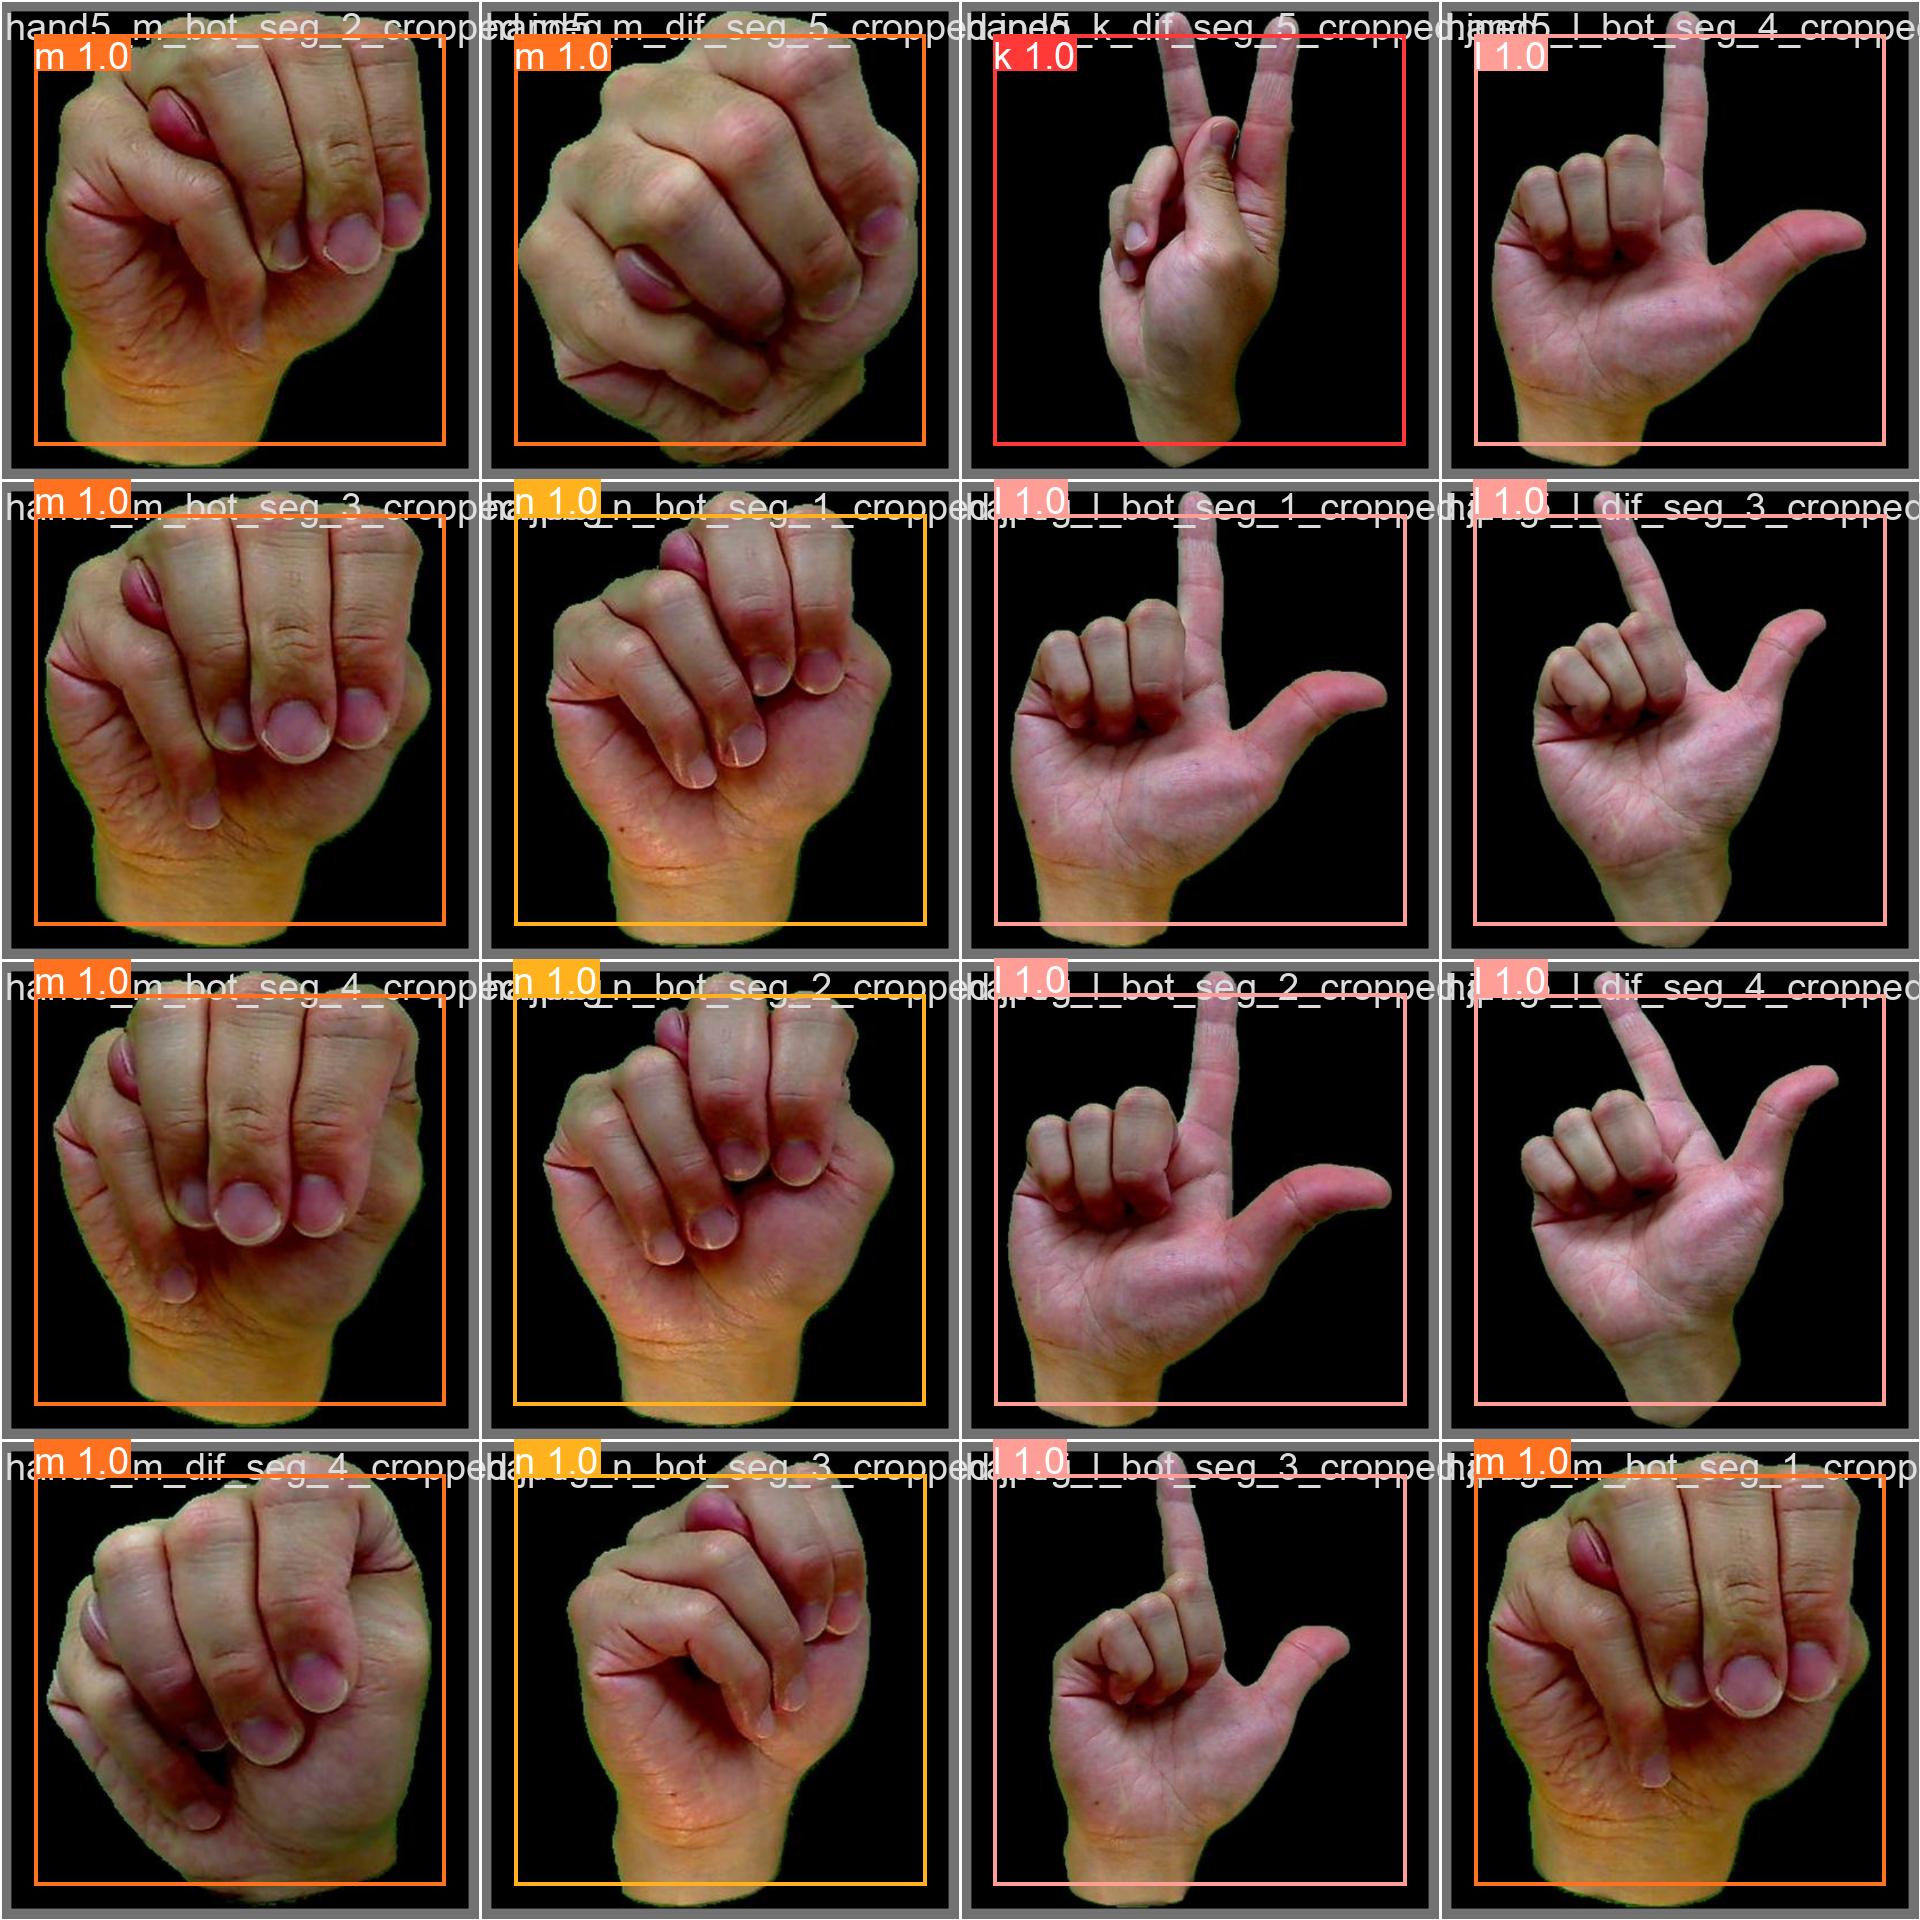 hand5_m_bot_seg_2_cropped
m 1.0
hand5_m_dif_seg_5_cropped
m 1.0
k_dif_seg_5_cropped
k 1.0
hand5_l_bot_seg_4_cropped
l 1.0
m_bot_seg_3_cropped
m 1.0
n_bot_seg_1_cropped
n 1.0
l_bot_seg_1_cropped
l 1.0
l_dif_seg_3_cropped
l 1.0
m_bot_seg_4_cropped
m 1.0
n_bot_seg_2_cropped
n 1.0
l_bot_seg_2_cropped
l 1.0
l_dif_seg_4_cropped
l 1.0
m_dif_seg_4_cropped
m 1.0
n_bot_seg_3_cropped
n 1.0
l_bot_seg_3_cropped
l 1.0
m_bot_seg_1_cropp
m 1.0